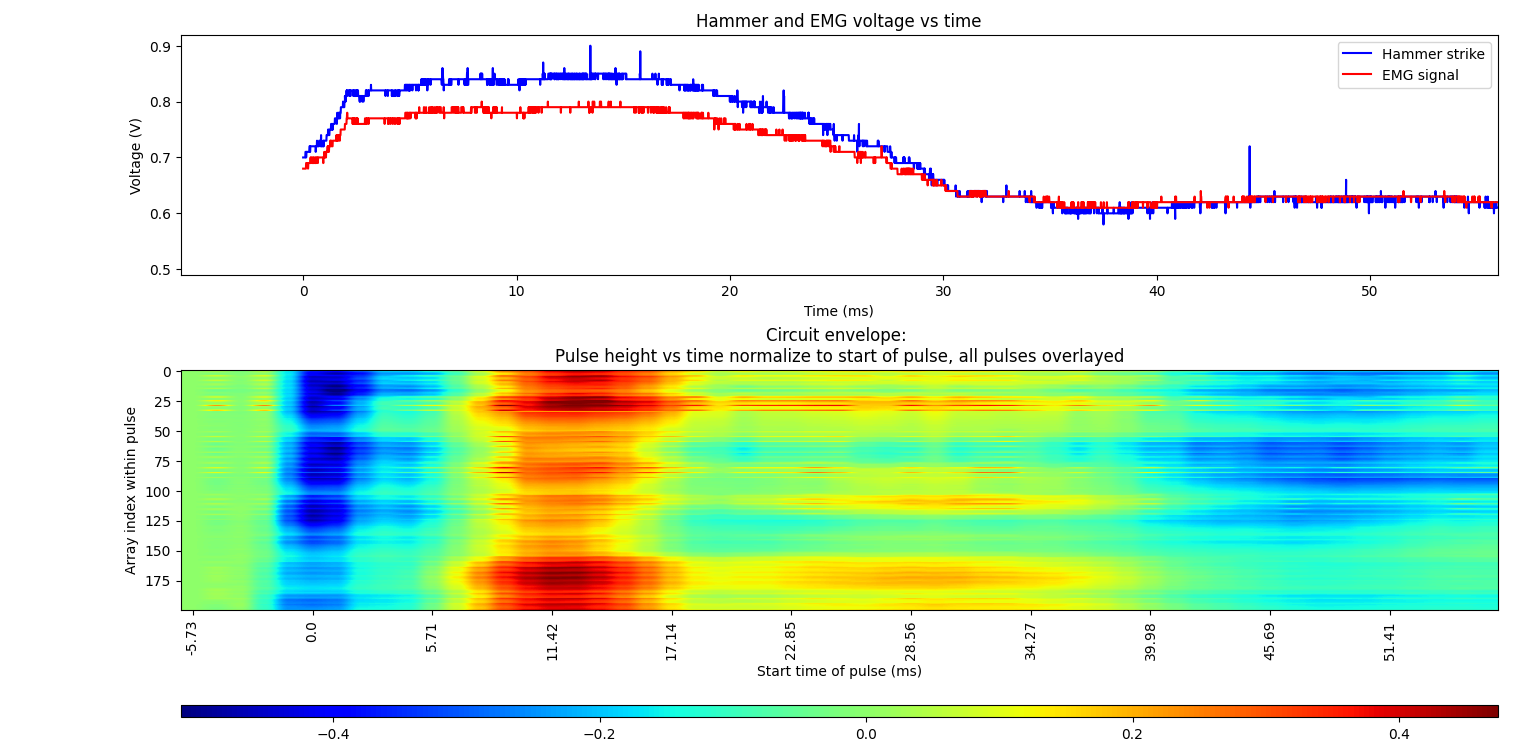 Hammer and EMG voltage vs time
Hammer strike
EMG signal
0.9
0.8
0.7
0.6
0.5
Voltage (V)
0 10 20 30 40 50
Time (ms)
Circuit envelope:
Pulse height vs time normalize to start of pulse, all pulses overlayed
0
25
50
75
100
125
150
175
Array index within pulse
-5.73 0.0 5.71 11.42 17.14 22.85 28.56 34.27 39.98 45.69 51.41
Start time of pulse (ms)
−0.4 −0.2 0.0 0.2 0.4